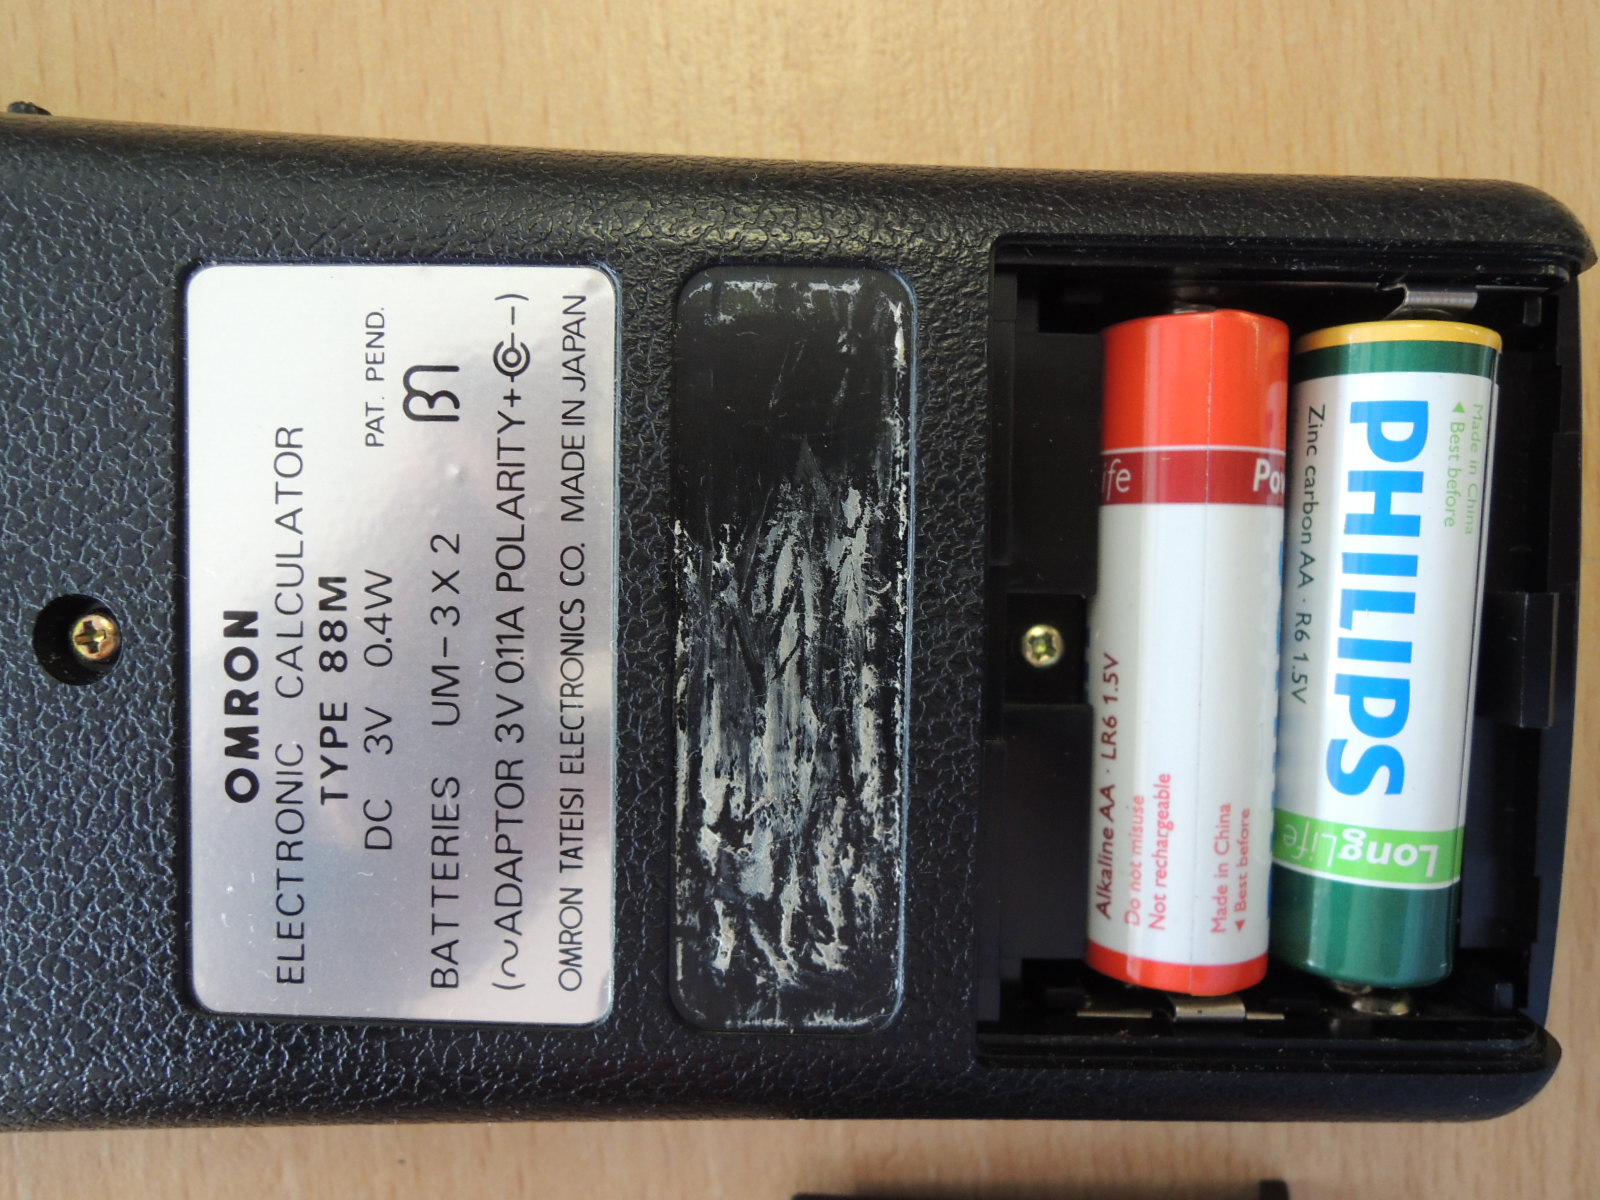 OMRON
ELECTRONIC CALCULATOR
TYPE 88M
DC 3V 0.4W PAT. PEND.
BATTERIES UM-3 X 2
(~ADAPTOR 3V 0.11A POLARITY + -)
OMRON TATEISI ELECTRONICS CO. MADE IN JAPAN
ife
Alkaline AA · LR6 1.5V
Do not misuse
Not rechargeable
Made in China
◀ Best before
PHILIPS
LongLife
Zinc carbon AA · R6 1.5V
Made in China
◀ Best before